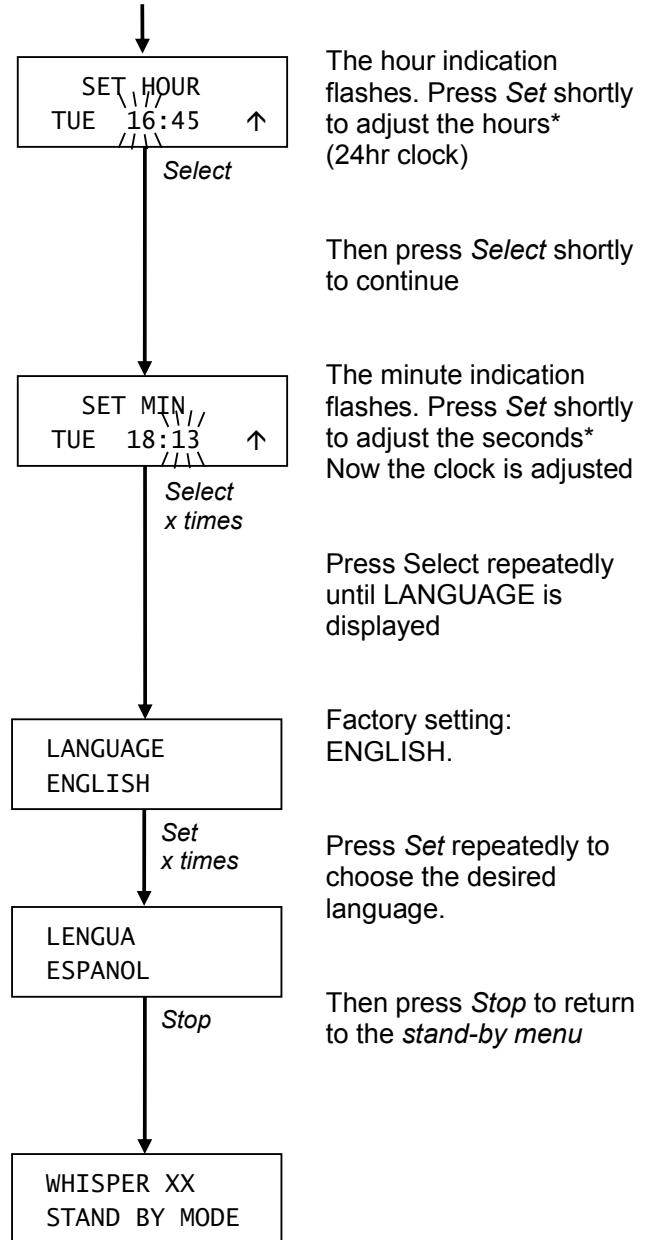 SET HOUR
TUE 16:45 ↑
The hour indication
flashes. Press Set shortly
to adjust the hours*
(24hr clock)
Select
Then press Select shortly
to continue
SET MIN
TUE 18:13 ↑
The minute indication
flashes. Press Set shortly
to adjust the seconds*
Now the clock is adjusted
Select
x times
Press Select repeatedly
until LANGUAGE is
displayed
LANGUAGE
ENGLISH
Factory setting:
ENGLISH.
Set
x times
Press Set repeatedly to
choose the desired
language.
LENGUA
ESPANOL
Stop
Then press Stop to return
to the stand-by menu
WHISPER XX
STAND BY MODE